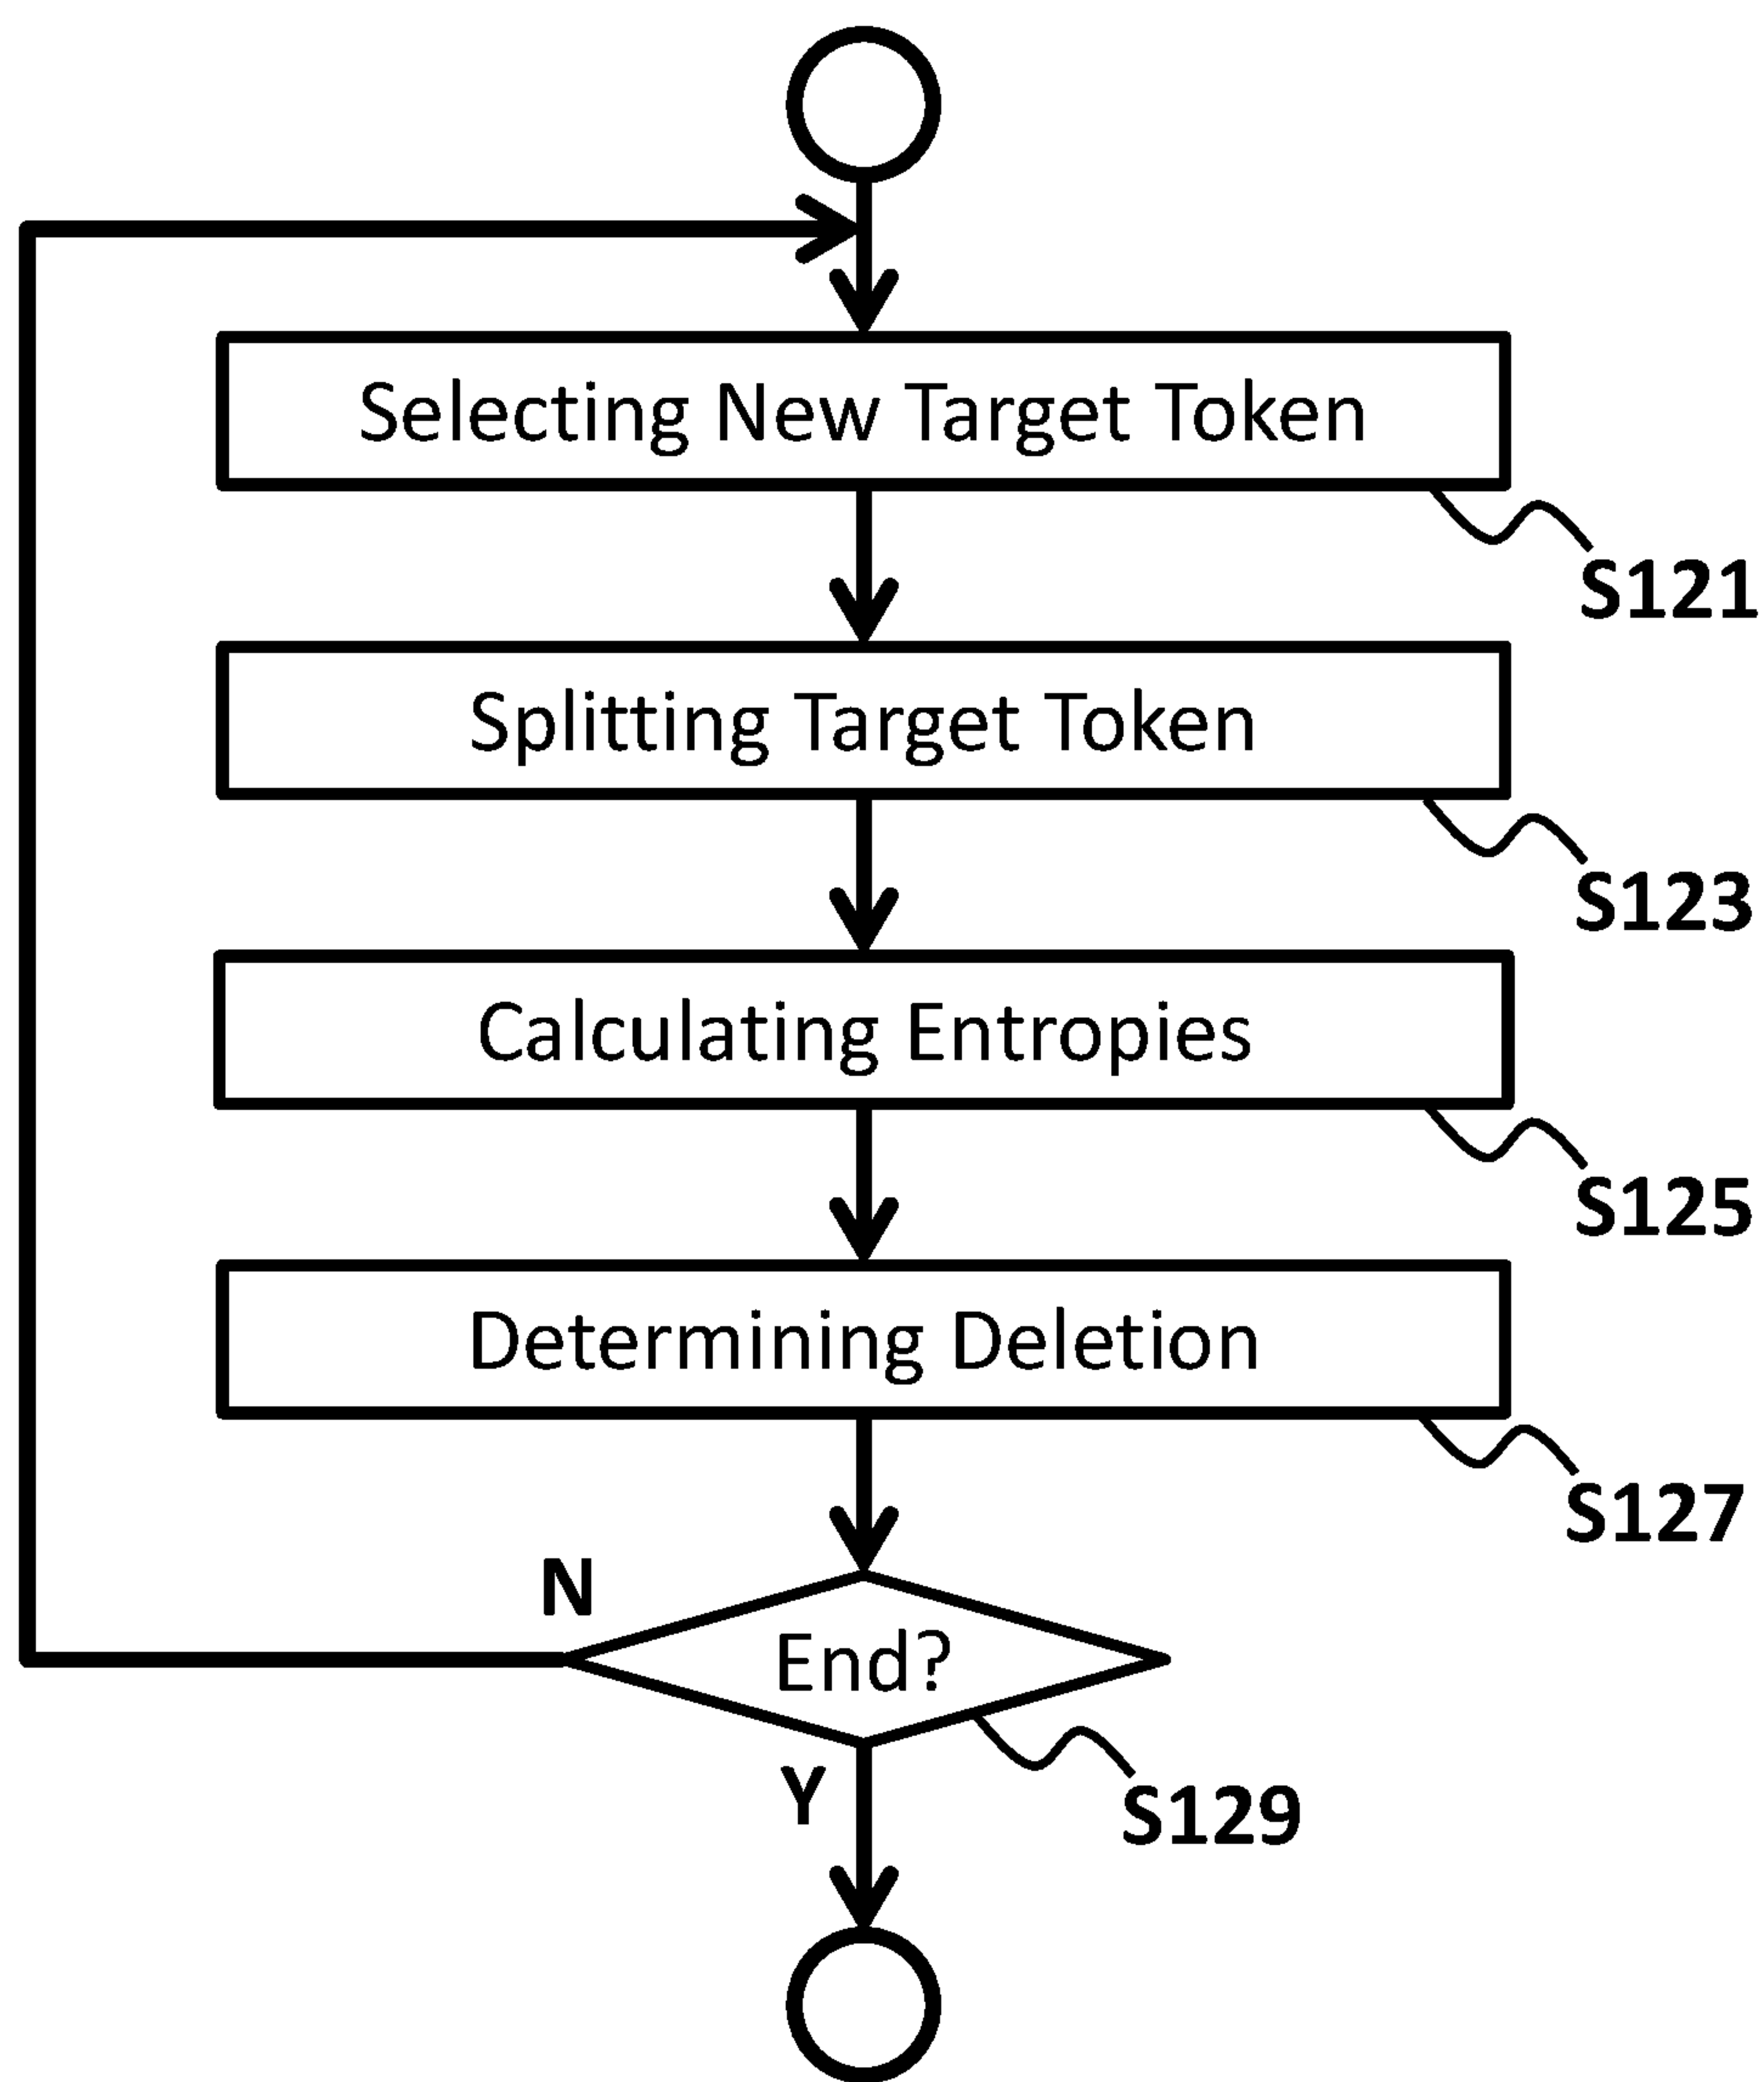 Selecting New Target Token
S121
Splitting Target Token
S123
Calculating Entropies
S125
Determining Deletion
S127
N
End?
Y
S129